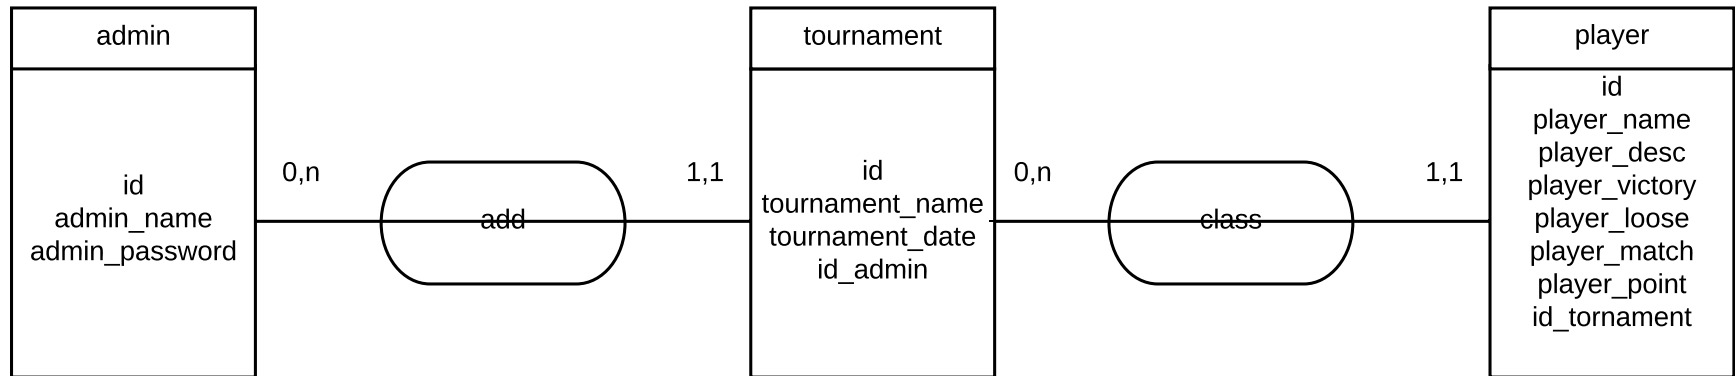 admin
id
admin_name
admin_password
0,n
add
1,1
tournament
id
tournament_name
tournament_date
id_admin
0,n
class
1,1
player
id
player_name
player_desc
player_victory
player_loose
player_match
player_point
id_tornament